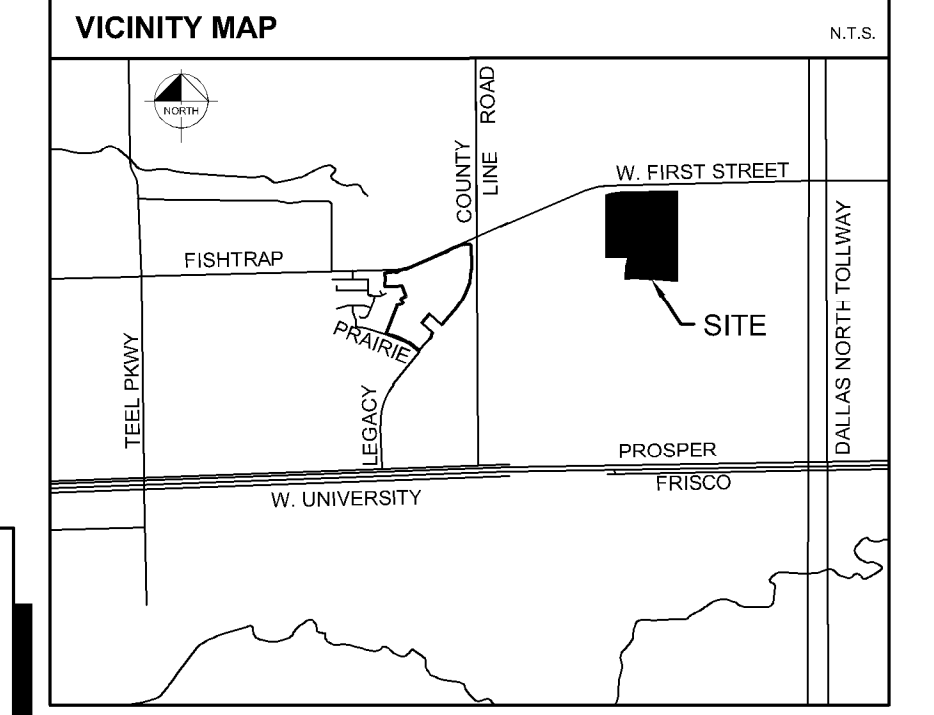 VICINITY MAP
N.T.S.
NORTH
COUNTY
LINE ROAD
W. FIRST STREET
FISHTRAP
PRAIRIE
SITE
TEEL PKWY
LEGACY
DALLAS NORTH TOLLWAY
PROSPER
FRISCO
W. UNIVERSITY